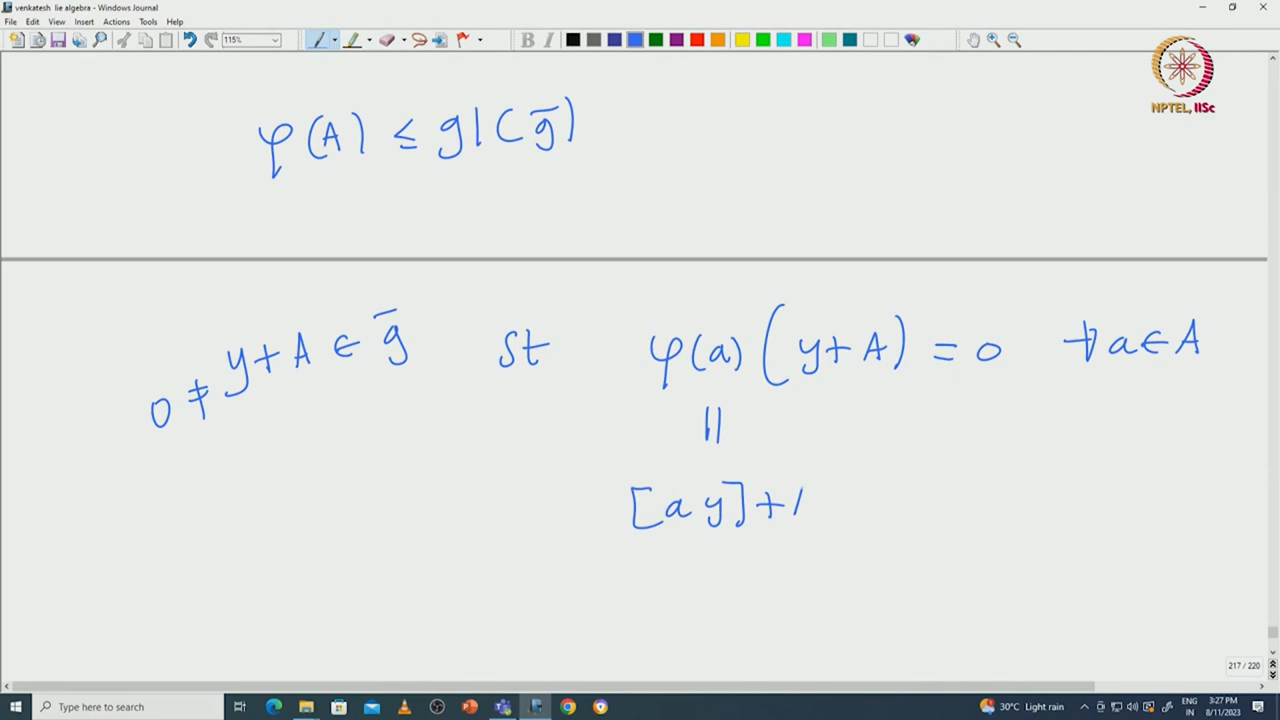 venkatesh lie algebra - Windows Journal
File Edit View Insert Actions Tools Help
115%
B I
NPTEL, IISc
φ(A) ≤ gl(ḡ)
0 ≠ y+A ∈ ḡ st φ(a)(y+A) = 0 ∀ a∈A
||
[a y] +
217 / 220
Type here to search
30°C Light rain
ENG
IN
3:27 PM
8/11/2023